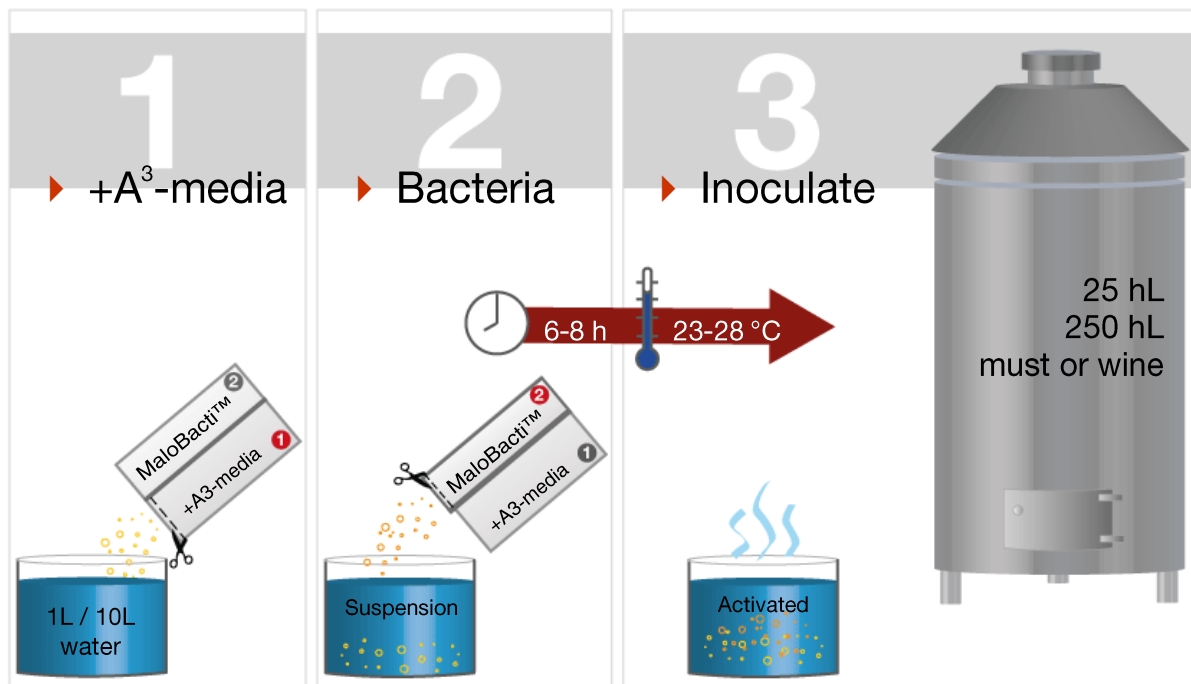 1
+A³-media
MaloBacti™ 2
+A3-media 1
1L / 10L
water
2
Bacteria
MaloBacti™ 2
+A3-media 1
Suspension
3
Inoculate
6-8 h
23-28 °C
25 hL
250 hL
must or wine
Activated